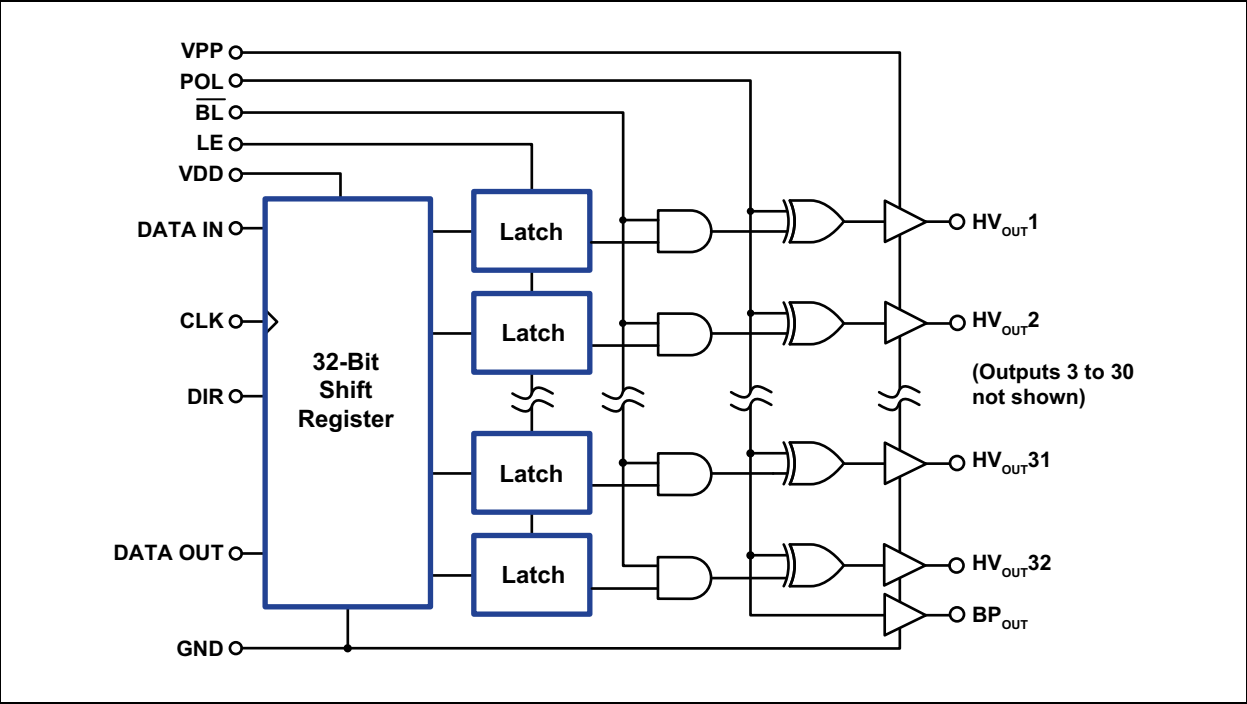 VPP
POL
BL
LE
VDD
DATA IN
CLK
DIR
DATA OUT
GND
32-Bit
Shift
Register
Latch
Latch
Latch
Latch
HVOUT1
HVOUT2
(Outputs 3 to 30
not shown)
HVOUT31
HVOUT32
BPOUT